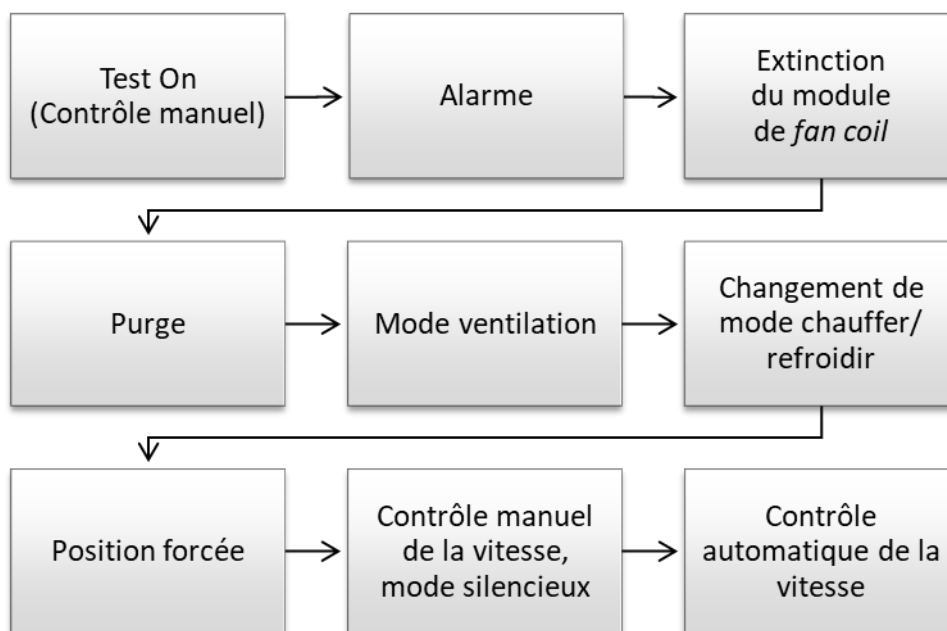 Test On
(Contrôle manuel)
Alarme
Extinction
du module
de fan coil
Purge
Mode ventilation
Changement de
mode chauffer/
refroidir
Position forcée
Contrôle manuel
de la vitesse,
mode silencieux
Contrôle
automatique de la
vitesse